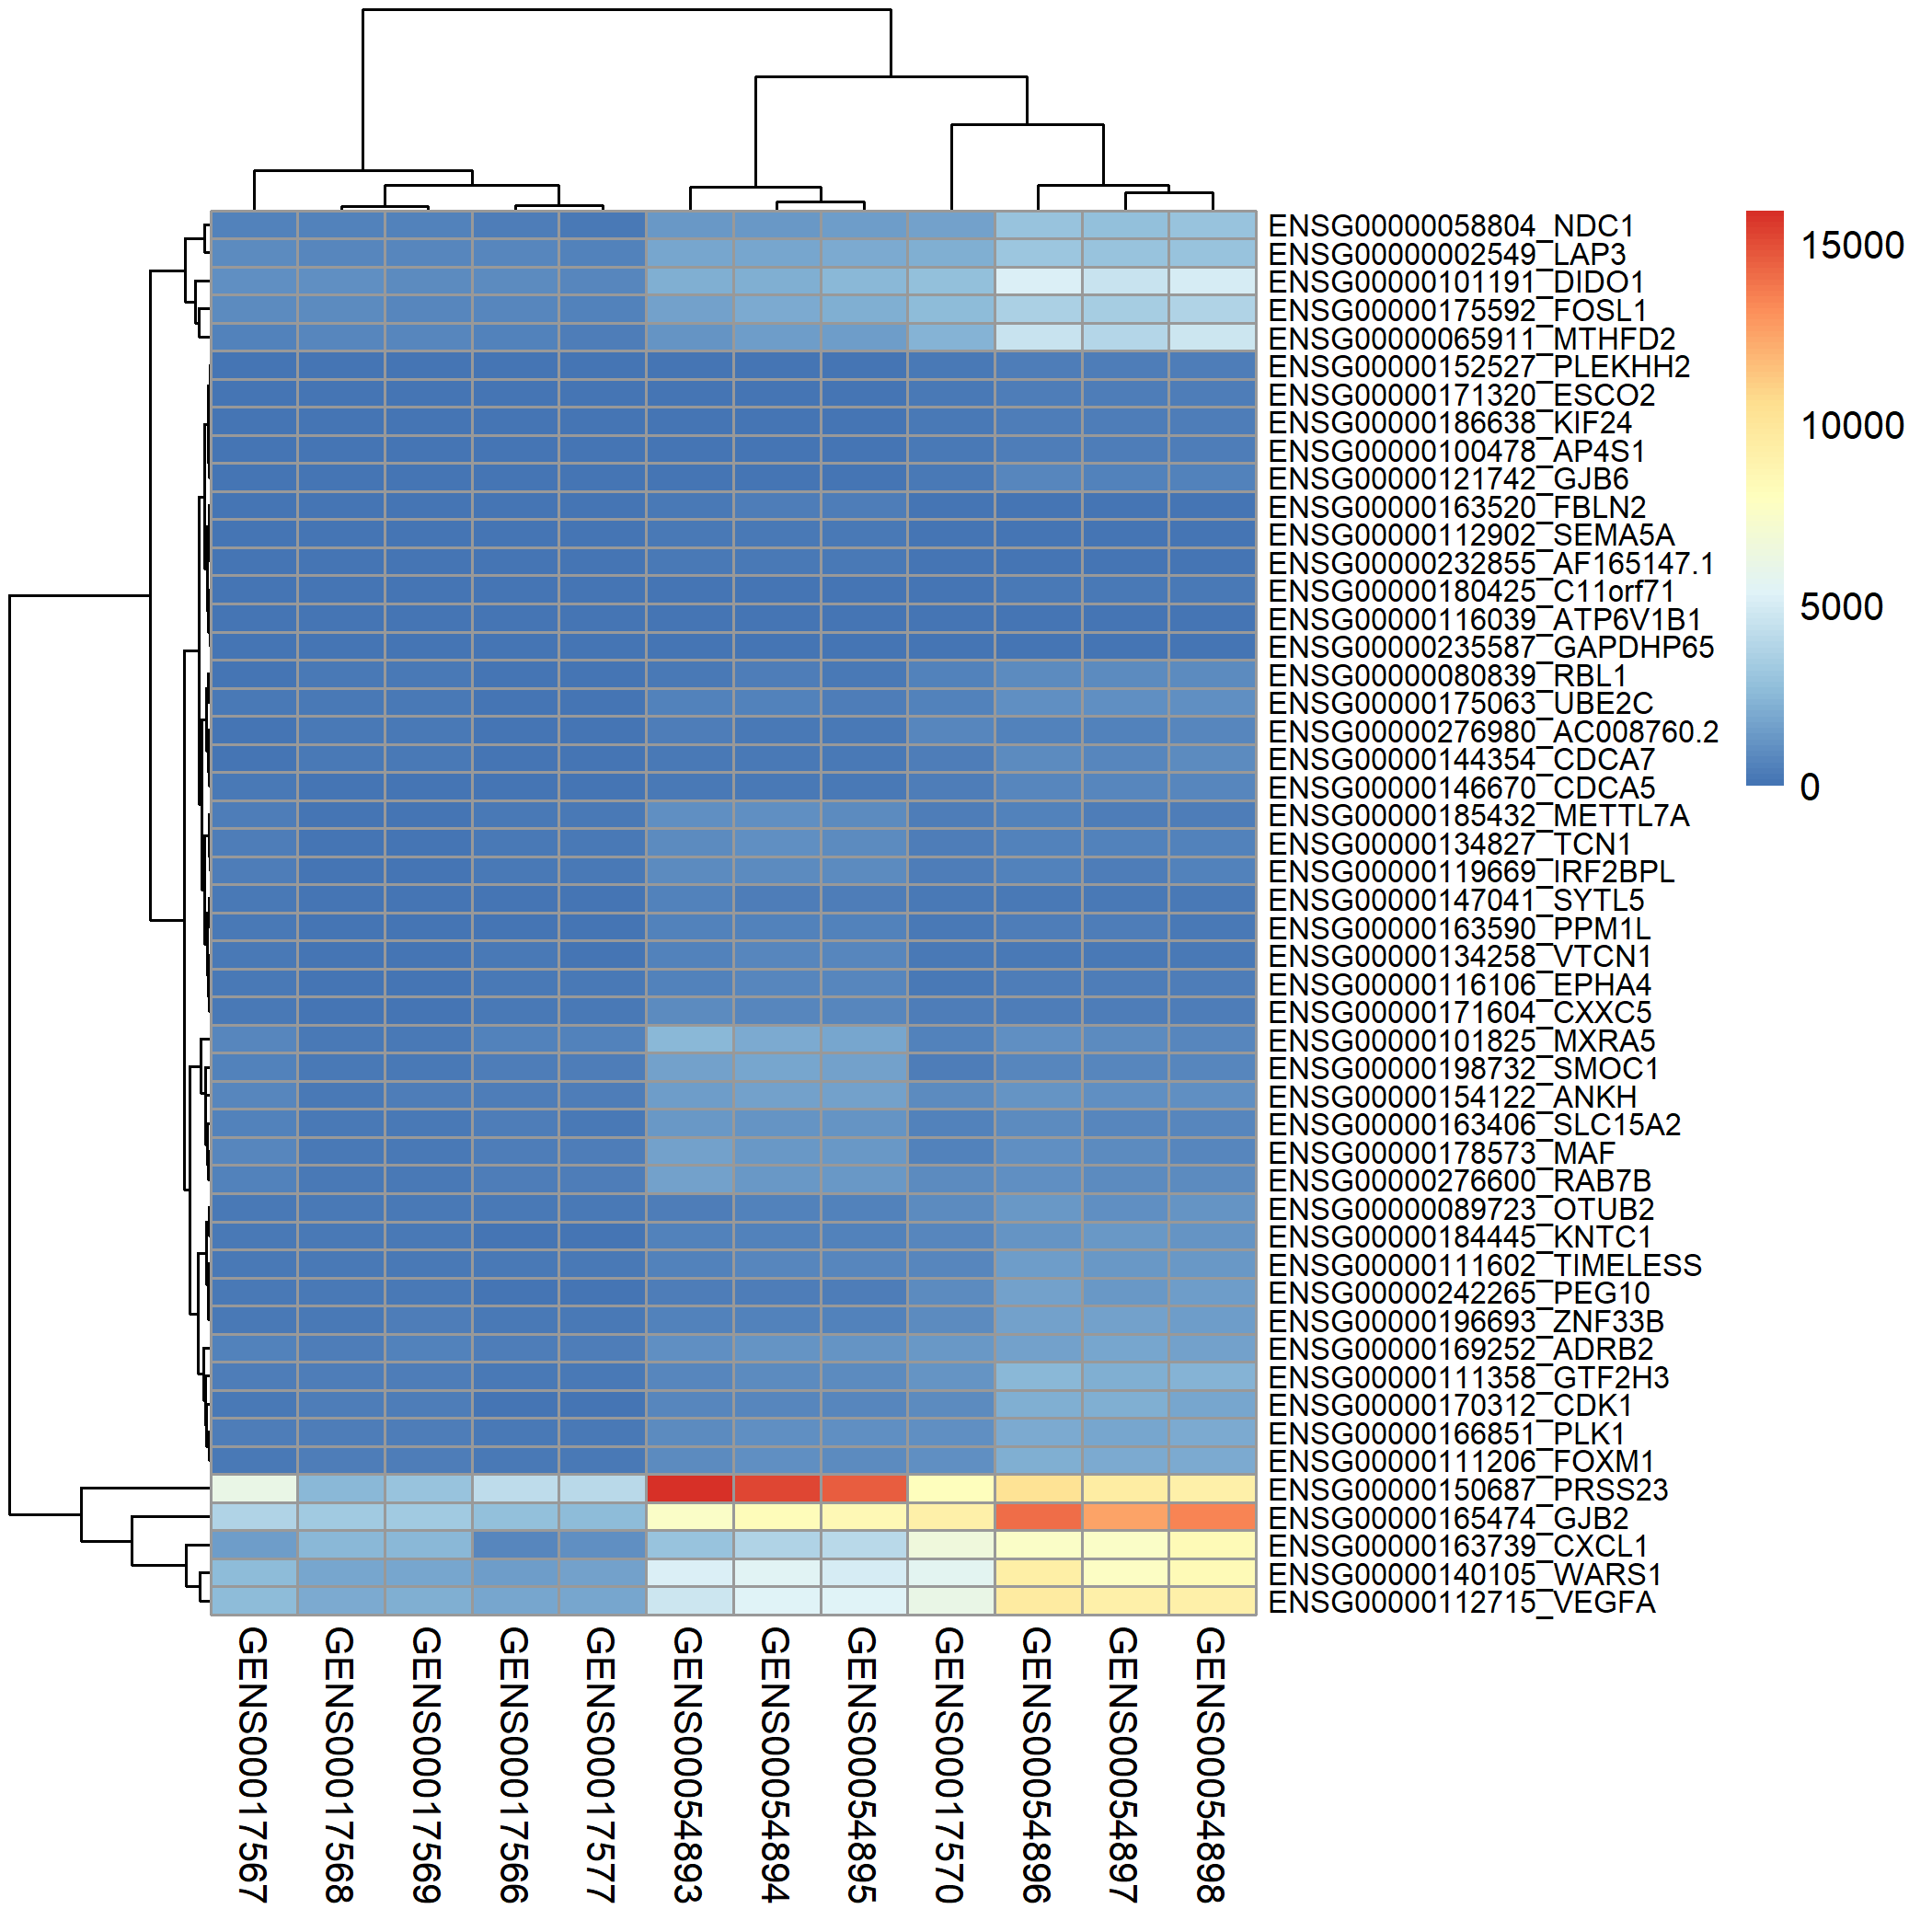 ENSG00000058804_NDC1
ENSG00000002549_LAP3
ENSG00000101191_DIDO1
ENSG00000175592_FOSL1
ENSG00000065911_MTHFD2
ENSG00000152527_PLEKHH2
ENSG00000171320_ESCO2
ENSG00000186638_KIF24
ENSG00000100478_AP4S1
ENSG00000121742_GJB6
ENSG00000163520_FBLN2
ENSG00000112902_SEMA5A
ENSG00000232855_AF165147.1
ENSG00000180425_C11orf71
ENSG00000116039_ATP6V1B1
ENSG00000235587_GAPDHP65
ENSG00000080839_RBL1
ENSG00000175063_UBE2C
ENSG00000276980_AC008760.2
ENSG00000144354_CDCA7
ENSG00000146670_CDCA5
ENSG00000185432_METTL7A
ENSG00000134827_TCN1
ENSG00000119669_IRF2BPL
ENSG00000147041_SYTL5
ENSG00000163590_PPM1L
ENSG00000134258_VTCN1
ENSG00000116106_EPHA4
ENSG00000171604_CXXC5
ENSG00000101825_MXRA5
ENSG00000198732_SMOC1
ENSG00000154122_ANKH
ENSG00000163406_SLC15A2
ENSG00000178573_MAF
ENSG00000276600_RAB7B
ENSG00000089723_OTUB2
ENSG00000184445_KNTC1
ENSG00000111602_TIMELESS
ENSG00000242265_PEG10
ENSG00000196693_ZNF33B
ENSG00000169252_ADRB2
ENSG00000111358_GTF2H3
ENSG00000170312_CDK1
ENSG00000166851_PLK1
ENSG00000111206_FOXM1
ENSG00000150687_PRSS23
ENSG00000165474_GJB2
ENSG00000163739_CXCL1
ENSG00000140105_WARS1
ENSG00000112715_VEGFA
15000
10000
5000
0
GENS00017567
GENS00017568
GENS00017569
GENS00017566
GENS00017577
GENS00054893
GENS00054894
GENS00054895
GENS00017570
GENS00054896
GENS00054897
GENS00054898